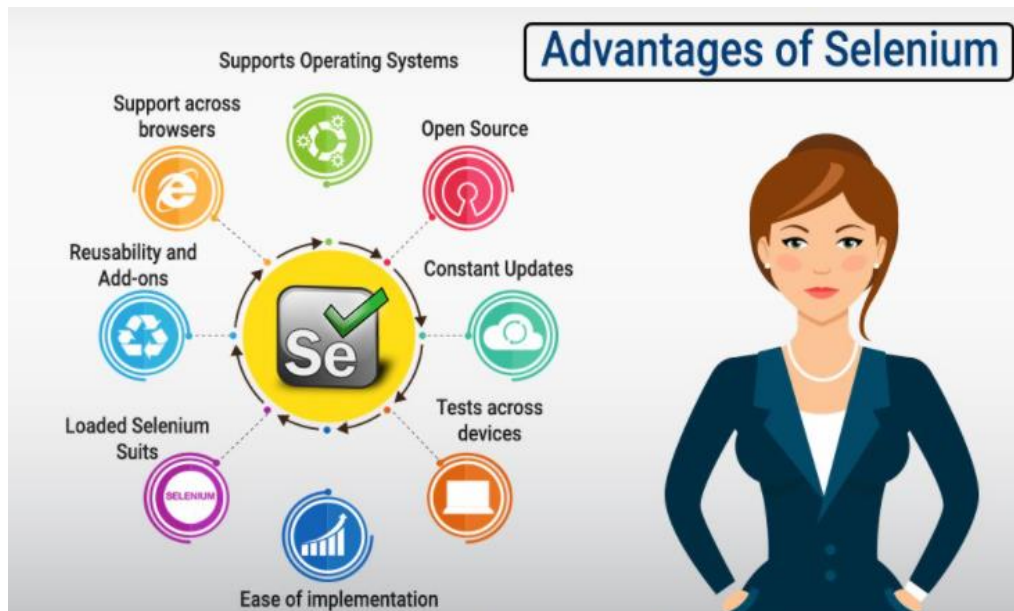 Advantages of Selenium
Supports Operating Systems
Support across
browsers
Open Source
Reusability and
Add-ons
Constant Updates
Se
Loaded Selenium
Suits
SELENIUM
Tests across
devices
Ease of implementation